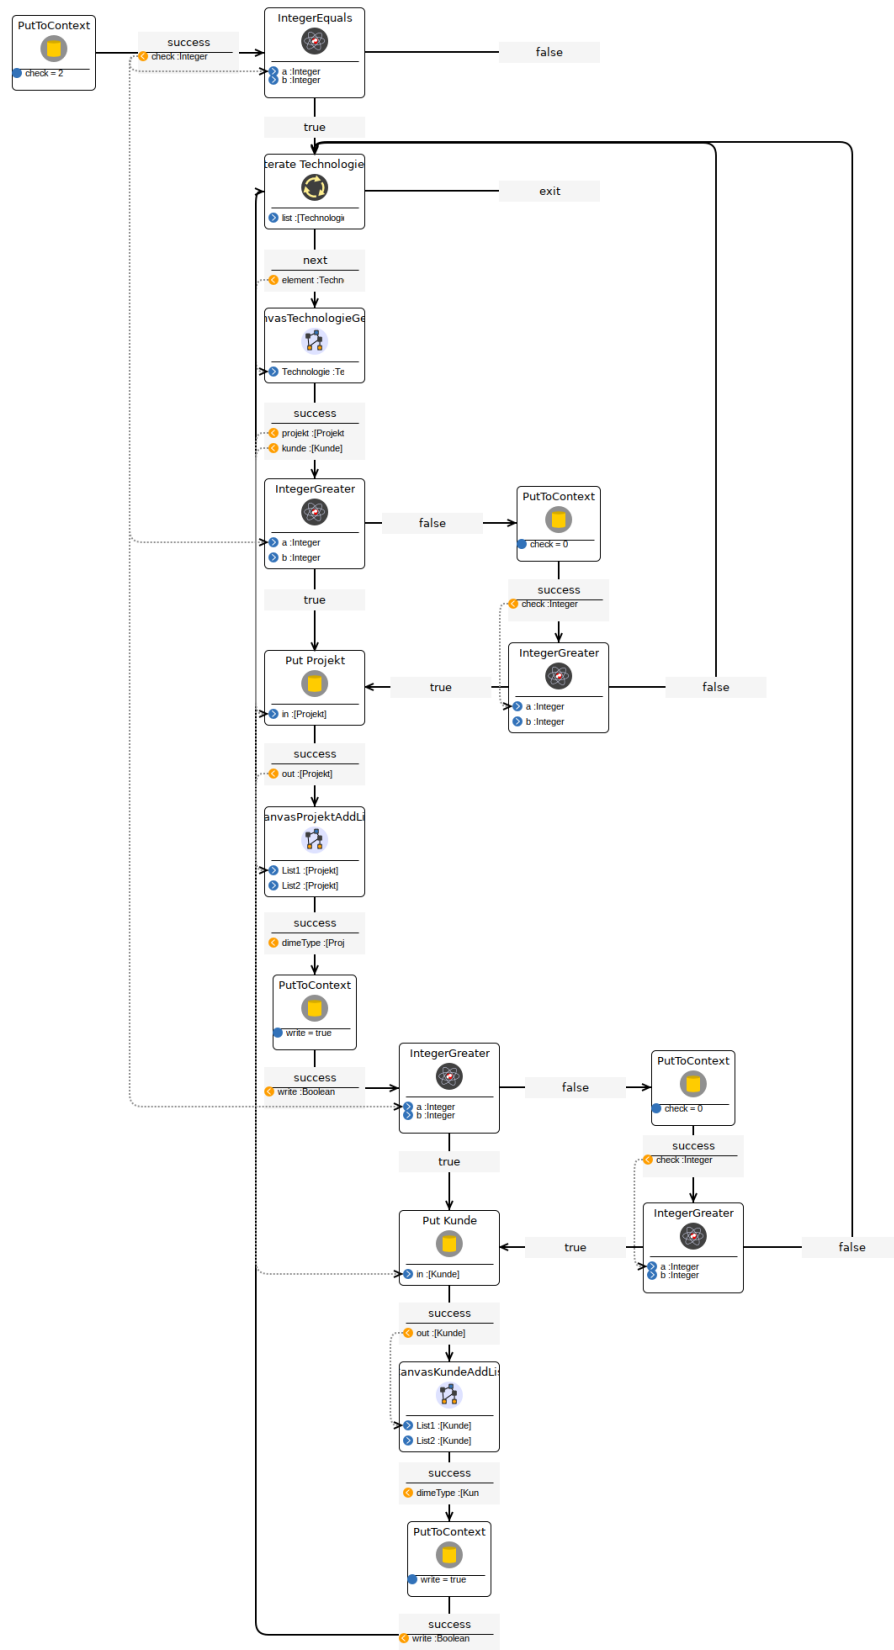 PutToContext
check = 2
success
check :Integer
IntegerEquals
a :Integer
b :Integer
false
true
terate Technologie
list :[Technologi
exit
next
element :Techn
nvasTechnologieGe
Technologie :Te
success
projekt :[Projekt
kunde :[Kunde]
IntegerGreater
a :Integer
b :Integer
false
PutToContext
check = 0
success
check :Integer
true
IntegerGreater
a :Integer
b :Integer
false
true
Put Projekt
in :[Projekt]
success
out :[Projekt]
anvasProjektAddLi
List1 :[Projekt]
List2 :[Projekt]
success
dimeType :[Proj
PutToContext
write = true
success
write :Boolean
IntegerGreater
a :Integer
b :Integer
false
PutToContext
check = 0
success
check :Integer
true
IntegerGreater
a :Integer
b :Integer
false
true
Put Kunde
in :[Kunde]
success
out :[Kunde]
anvasKundeAddLis
List1 :[Kunde]
List2 :[Kunde]
success
dimeType :[Kun
PutToContext
write = true
success
write :Boolean